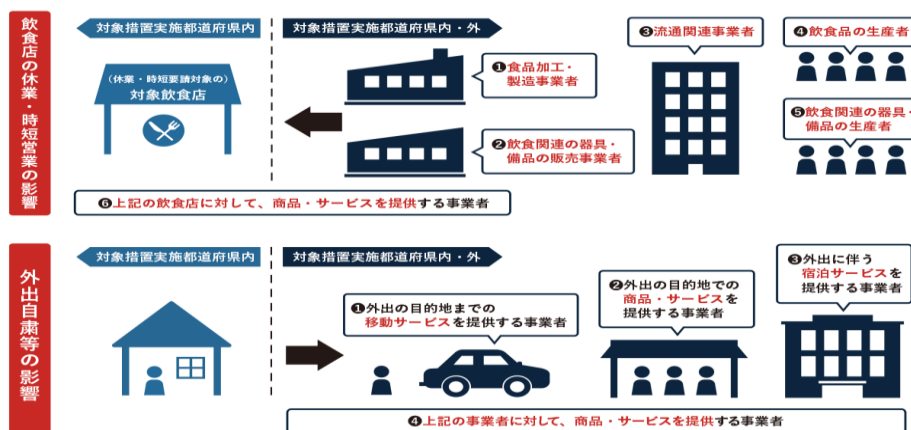 飲食店の休業・時短営業の影響
対象措置実施都道府県内
対象措置実施都道府県内・外
(休業・時短要請対象の)
対象飲食店
❶食品加工・
製造事業者
❷飲食関連の器具・
備品の販売事業者
❸流通関連事業者
❹飲食品の生産者
❺飲食関連の器具・
備品の生産者
❻上記の飲食店に対して、商品・サービスを提供する事業者
外出自粛等の影響
対象措置実施都道府県内
対象措置実施都道府県内・外
❶外出の目的地までの
移動サービスを提供する事業者
❷外出の目的地での
商品・サービスを
提供する事業者
❸外出に伴う
宿泊サービスを
提供する事業者
❹上記の事業者に対して、商品・サービスを提供する事業者